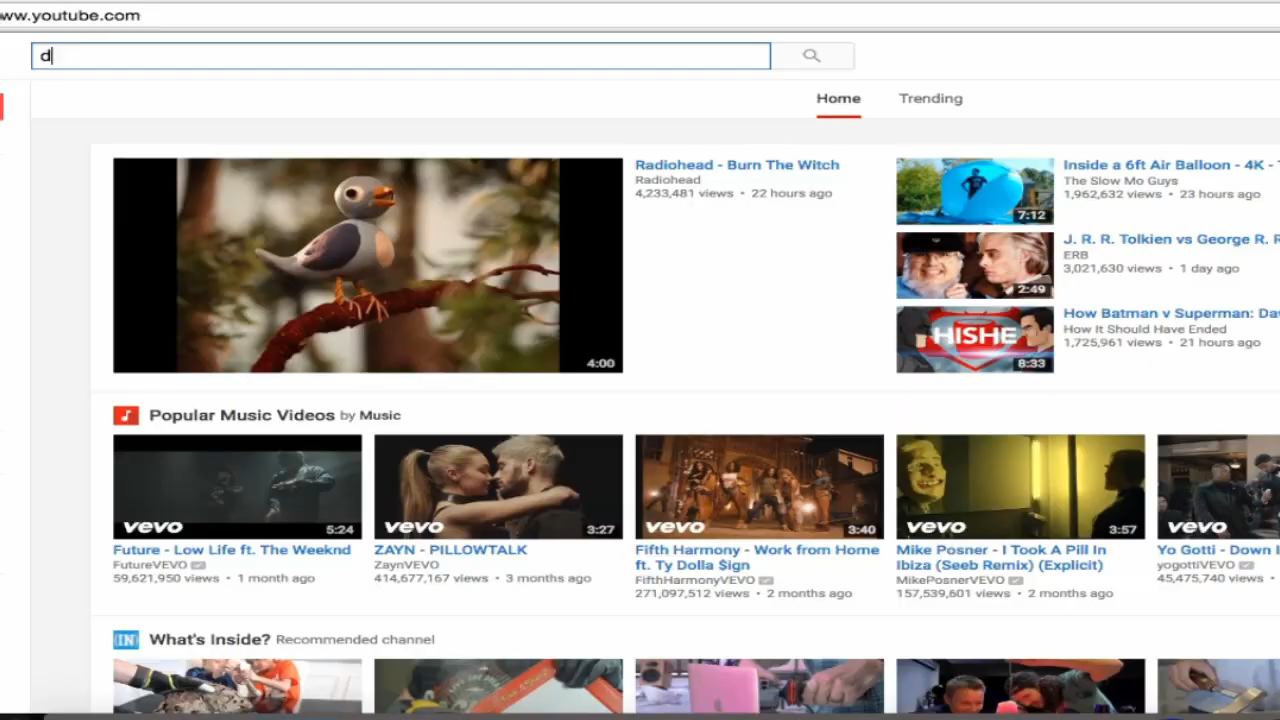 ww.youtube.com
d
Home
Trending
Radiohead - Burn The Witch
Radiohead
4,233,481 views • 22 hours ago
4:00
Inside a 6ft Air Balloon - 4K -
The Slow Mo Guys
1,962,632 views • 23 hours ago
7:12
J. R. R. Tolkien vs George R. R
ERB
3,021,630 views • 1 day ago
2:49
How Batman v Superman: Da
How It Should Have Ended
1,725,961 views • 21 hours ago
HISHE
8:33
Popular Music Videos by Music
vevo
5:24
Future - Low Life ft. The Weeknd
FutureVEVO
59,621,950 views • 1 month ago
vevo
3:27
ZAYN - PILLOWTALK
ZaynVEVO
414,677,167 views • 3 months ago
vevo
3:40
Fifth Harmony - Work from Home
ft. Ty Dolla $ign
FifthHarmonyVEVO
271,097,512 views • 2 months ago
vevo
3:57
Mike Posner - I Took A Pill In
Ibiza (Seeb Remix) (Explicit)
MikePosnerVEVO
157,539,601 views • 2 months ago
vevo
Yo Gotti - Down I
yogottiVEVO
45,475,740 views •
IN
What's Inside? Recommended channel